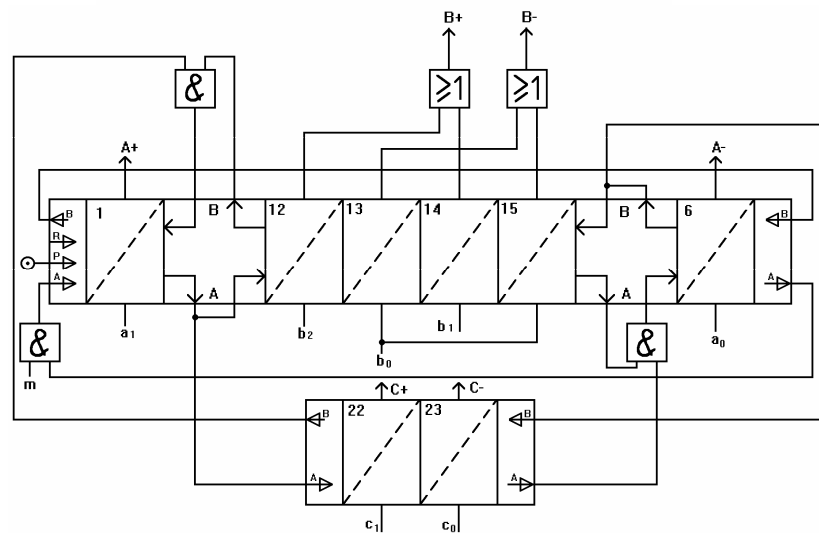 B+ B-
& ≥1 ≥1
A+ A-
B 1 B 12 13 14 15 B 6 B
R
P
A A A A
a₁ b₂ b₁ a₀
& b₀ &
m
C+ C-
B 22 23 B
A A
c₁ c₀